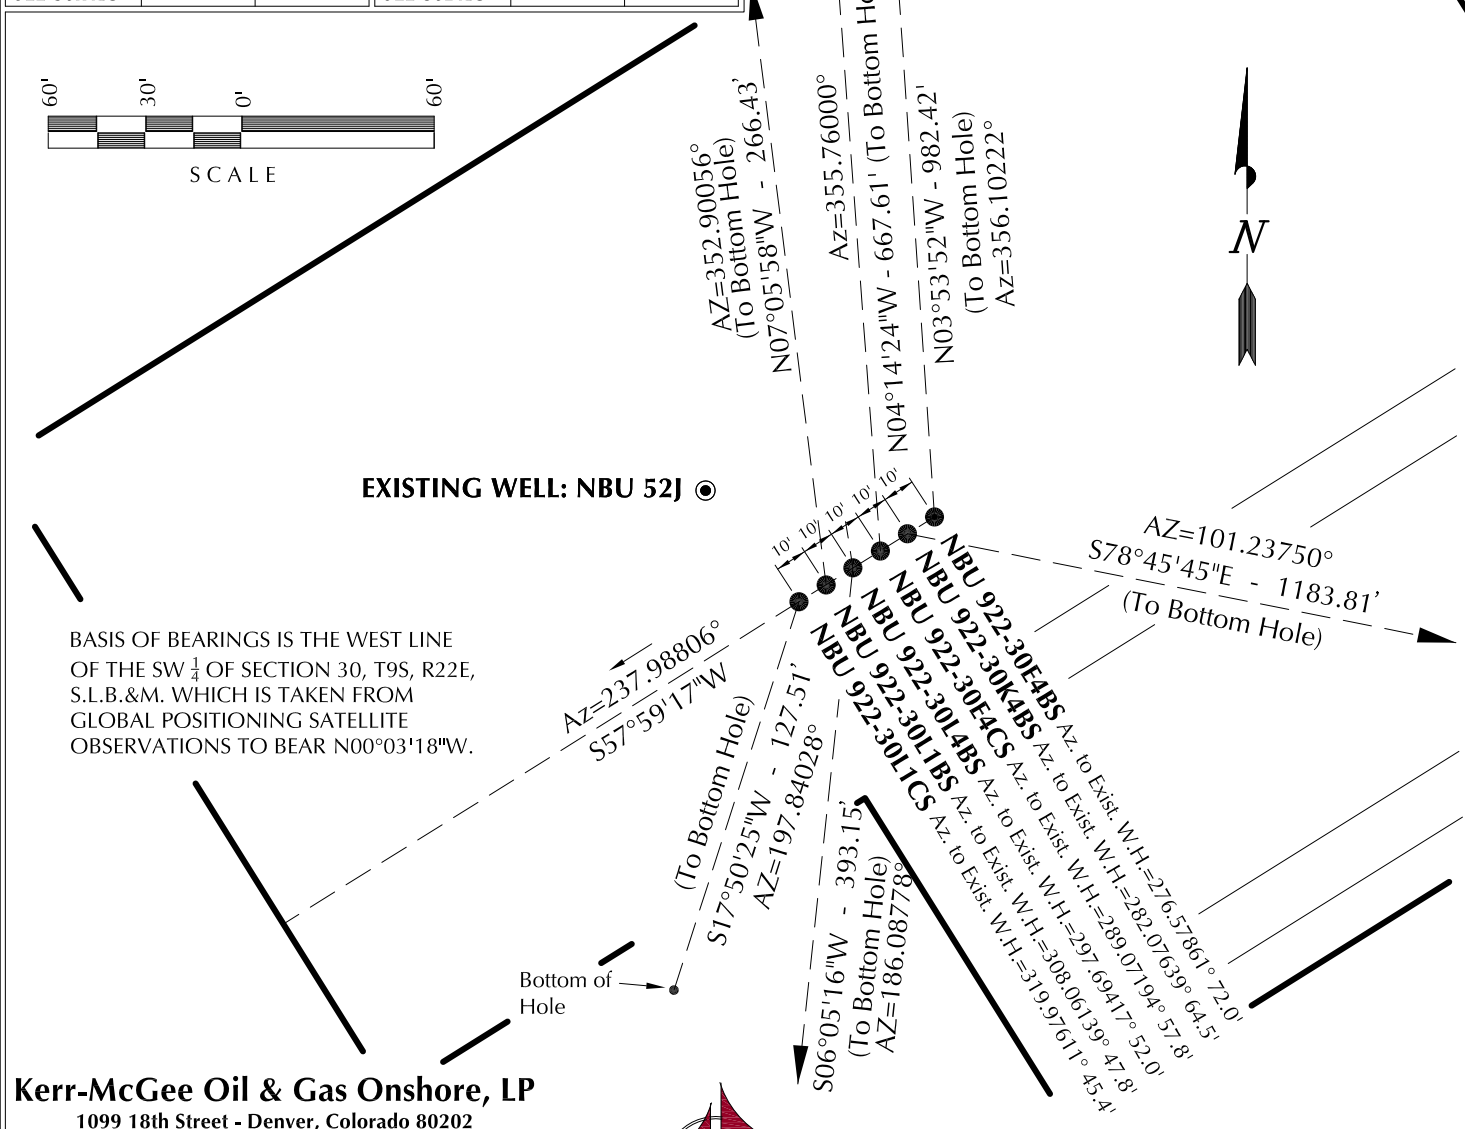 60'
30'
0'
60'
SCALE
AZ=352.90056°
(To Bottom Hole)
N07°05'58"W - 266.43'
Az=355.76000°
N04°14'24"W - 667.61' (To Bottom
N03°53'52"W - 982.42'
(To Bottom Hole)
Az=356.10222°
N
EXISTING WELL: NBU 52J
10'
10'
10'
10'
10'
AZ=101.23750°
S78°45'45"E - 1183.81'
(To Bottom Hole)
BASIS OF BEARINGS IS THE WEST LINE
OF THE SW 1/4 OF SECTION 30, T9S, R22E,
S.L.B.&M. WHICH IS TAKEN FROM
GLOBAL POSITIONING SATELLITE
OBSERVATIONS TO BEAR N00°03'18"W.
Az=237.98806°
S57°59'17"W
(To Bottom Hole)
S17°50'25"W - 127.51'
AZ=197.84028°
S06°05'16"W - 393.15'
(To Bottom Hole)
AZ=186.08778°
NBU 922-30E4BS Az. to Exist. W.H.=276.57861° 72.0'
NBU 922-30K4BS Az. to Exist. W.H.=282.07639° 64.5'
NBU 922-30E4CS Az. to Exist. W.H.=289.07194° 57.8'
NBU 922-30L4BS Az. to Exist. W.H.=297.69417° 52.0'
NBU 922-30L1BS Az. to Exist. W.H.=308.06139° 47.8'
NBU 922-30L1CS Az. to Exist. W.H.=319.97611° 45.4'
Bottom of
Hole
Kerr-McGee Oil & Gas Onshore, LP
1099 18th Street - Denver, Colorado 80202